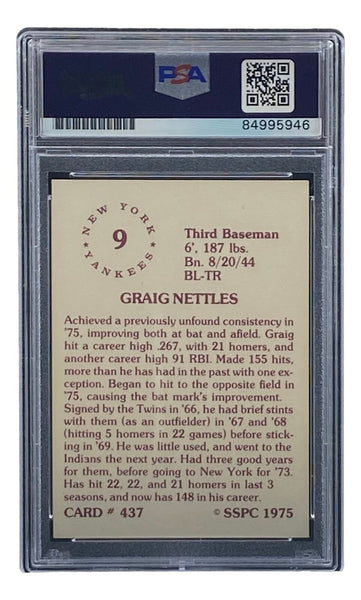 PSA
84995946
NEW YORK
9
YANKEES
Third Baseman
6', 187 lbs.
Bn. 8/20/44
BL-TR
GRAIG NETTLES
Achieved a previously unfound consistency in
'75, improving both at bat and afield. Graig
hit a career high .267, with 21 homers, and
another career high 91 RBI. Made 155 hits,
more than he has had in the past with one ex-
ception. Began to hit to the opposite field in
'75, causing the bat mark's improvement.
Signed by the Twins in '66, he had brief stints
with them (as an outfielder) in '67 and '68
(hitting 5 homers in 22 games) before stick-
ing in '69. He was little used, and went to the
Indians the next year. Had three good years
for them, before going to New York for '73.
Has hit 22, 22, and 21 homers in last 3
seasons, and now has 148 in his career.
CARD # 437
© SSPC 1975